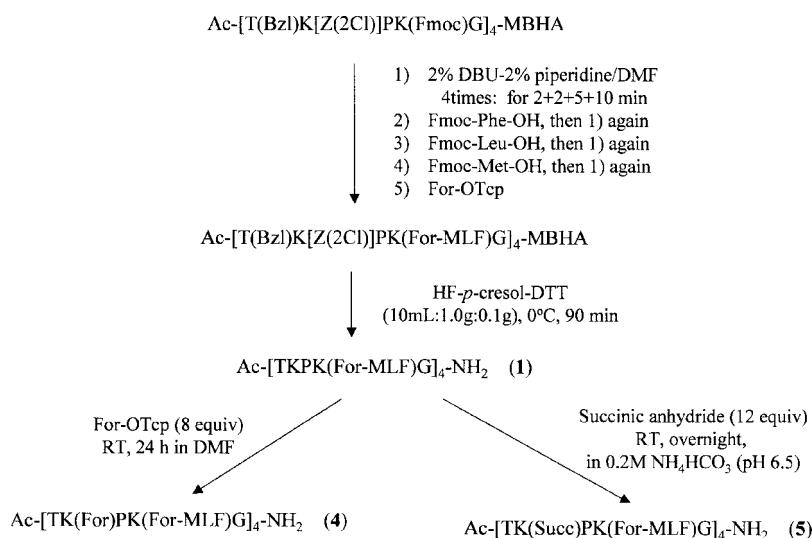 Ac-[T(Bzl)K[Z(2Cl)]PK(Fmoc)G]₄-MBHA
1) 2% DBU-2% piperidine/DMF
4times: for 2+2+5+10 min
2) Fmoc-Phe-OH, then 1) again
3) Fmoc-Leu-OH, then 1) again
4) Fmoc-Met-OH, then 1) again
5) For-OTcp
Ac-[T(Bzl)K[Z(2Cl)]PK(For-MLF)G]₄-MBHA
HF-p-cresol-DTT
(10mL:1.0g:0.1g), 0ºC, 90 min
Ac-[TKPK(For-MLF)G]₄-NH₂ (1)
For-OTcp (8 equiv)
RT, 24 h in DMF
Succinic anhydride (12 equiv)
RT, overnight,
in 0.2M NH₄HCO₃ (pH 6.5)
Ac-[TK(For)PK(For-MLF)G]₄-NH₂ (4)
Ac-[TK(Succ)PK(For-MLF)G]₄-NH₂ (5)